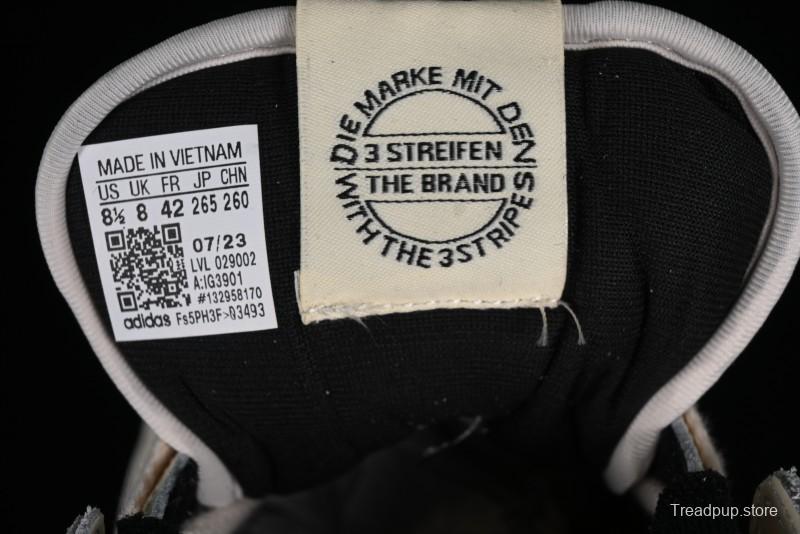 MADE IN VIETNAM
US UK FR JP CHN
8½ 8 42 265 260
07/23
LVL 029002
A:IG3901
#132958170
adidas Fs5PH3F>03493
DIE MARKE MIT DEN
3 STREIFEN
THE BRAND
WITH THE 3 STRIPES
Treadpup.store